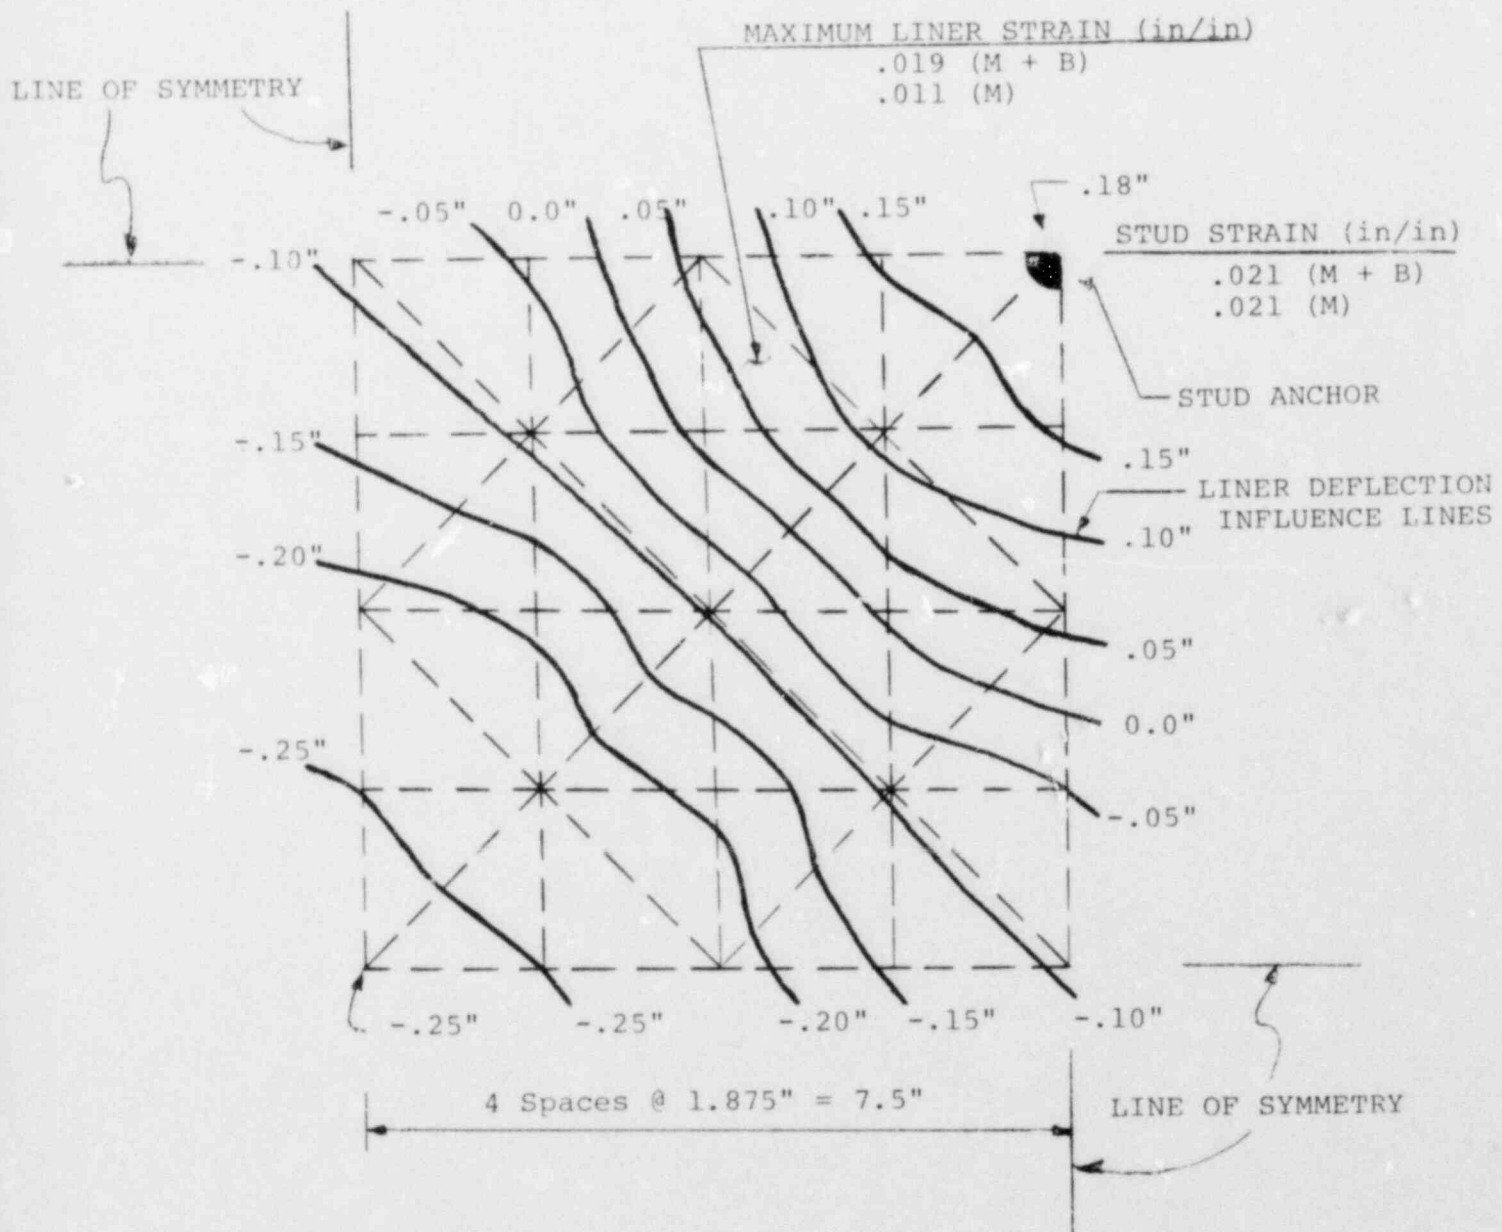 MAXIMUM LINER STRAIN (in/in)
.019 (M + B)
.011 (M)
LINE OF SYMMETRY
.18"
-.05" 0.0" .05" .10" .15"
STUD STRAIN (in/in)
.021 (M + B)
.021 (M)
-.10"
STUD ANCHOR
-.15"
.15"
LINER DEFLECTION
INFLUENCE LINES
.10"
-.20"
.05"
0.0"
-.25"
-.05"
-.25" -.25" -.20" -.15" -.10"
4 Spaces @ 1.875" = 7.5"
LINE OF SYMMETRY